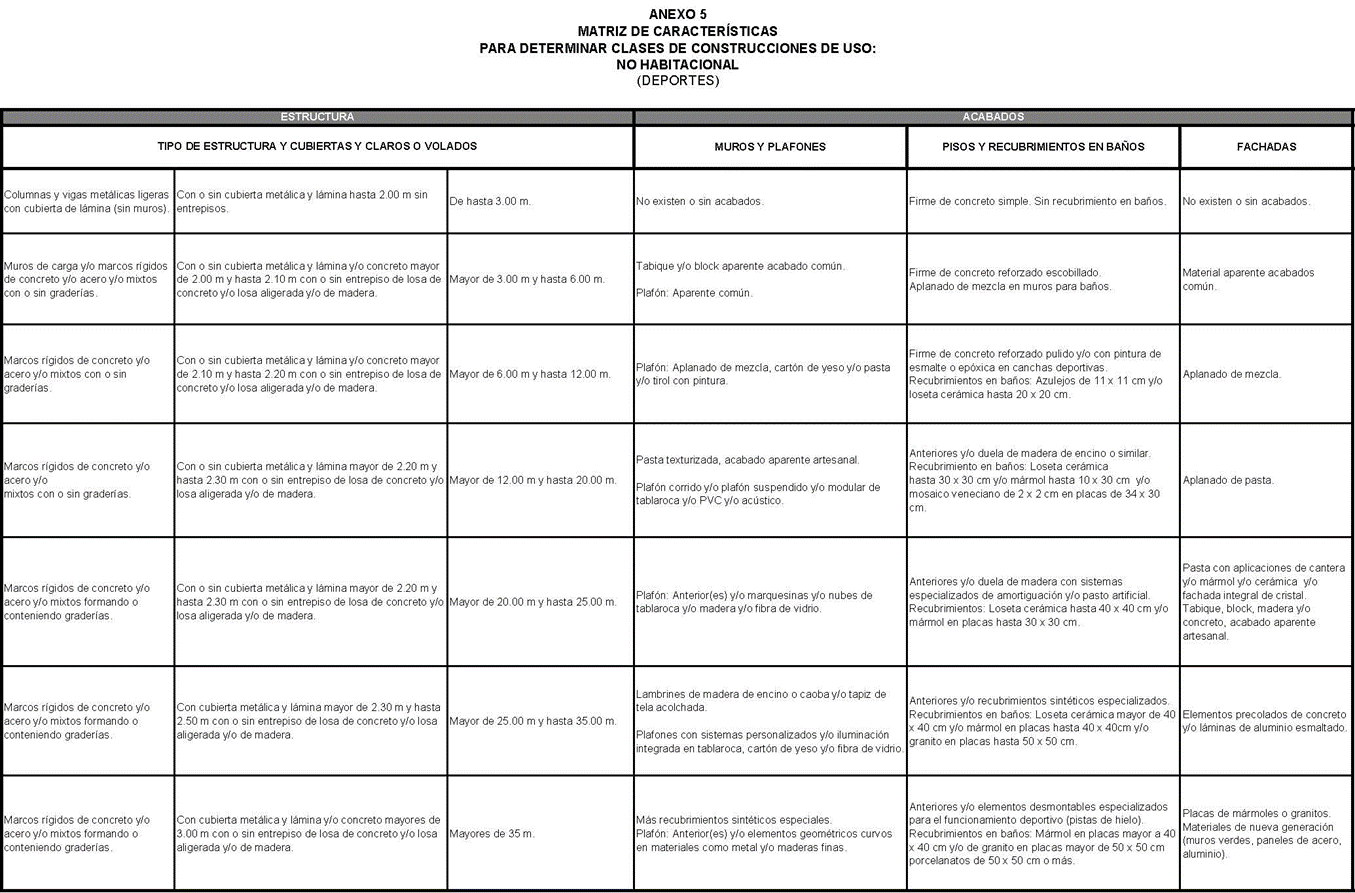 ANEXO 5
MATRIZ DE CARACTERÍSTICAS
PARA DETERMINAR CLASES DE CONSTRUCCIONES DE USO:
NO HABITACIONAL
(DEPORTES)
ESTRUCTURA
ACABADOS
TIPO DE ESTRUCTURA Y CUBIERTAS Y CLAROS O VOLADOS
MUROS Y PLAFONES
PISOS Y RECUBRIMIENTOS EN BAÑOS
FACHADAS
Columnas y vigas metálicas ligeras
con cubierta de lámina (sin muros).
Con o sin cubierta metálica y lámina hasta 2.00 m sin
entrepisos.
De hasta 3.00 m.
No existen o sin acabados.
Firme de concreto simple. Sin recubrimiento en baños.
No existen o sin acabados.
Muros de carga y/o marcos rígidos
de concreto y/o acero y/o mixtos
con o sin graderías.
Con o sin cubierta metálica y lámina y/o concreto mayor
de 2.00 m y hasta 2.10 m con o sin entrepiso de losa de
concreto y/o losa aligerada y/o de madera.
Mayor de 3.00 m y hasta 6.00 m.
Tabique y/o block aparente acabado común.
Plafón: Aparente común.
Firme de concreto reforzado escobillado.
Aplanado de mezcla en muros para baños.
Material aparente acabados
común.
Marcos rígidos de concreto y/o
acero y/o mixtos con o sin
graderías.
Con o sin cubierta metálica y lámina y/o concreto mayor
de 2.10 m y hasta 2.20 m con o sin entrepiso de losa de
concreto y/o losa aligerada y/o de madera.
Mayor de 6.00 m y hasta 12.00 m.
Plafón: Aplanado de mezcla, cartón de yeso y/o pasta
y/o tirol con pintura.
Firme de concreto reforzado pulido y/o con pintura de
esmalte o epóxica en canchas deportivas.
Recubrimientos en baños: Azulejos de 11 x 11 cm y/o
loseta cerámica hasta 20 x 20 cm.
Aplanado de mezcla.
Marcos rígidos de concreto y/o
acero y/o
mixtos con o sin graderías.
Con o sin cubierta metálica y lámina mayor de 2.20 m y
hasta 2.30 m con o sin entrepiso de losa de concreto y/o
losa aligerada y/o de madera.
Mayor de 12.00 m y hasta 20.00 m.
Pasta texturizada, acabado aparente artesanal.
Plafón corrido y/o plafón suspendido y/o modular de
tablaroca y/o PVC y/o acústico.
Anteriores y/o duela de madera de encino o similar.
Recubrimiento en baños: Loseta cerámica
hasta 30 x 30 cm y/o mármol hasta 10 x 30 cm y/o
mosaico veneciano de 2 x 2 cm en placas de 34 x 30
cm.
Aplanado de pasta.
Marcos rígidos de concreto y/o
acero y/o mixtos formando o
conteniendo graderías.
Con o sin cubierta metálica y lámina mayor de 2.20 m y
hasta 2.30 m con o sin entrepiso de losa de concreto y/o
losa aligerada y/o de madera.
Mayor de 20.00 m y hasta 25.00 m.
Plafón: Anterior(es) y/o marquesinas y/o nubes de
tablaroca y/o madera y/o fibra de vidrio.
Anteriores y/o duela de madera con sistemas
especializados de amortiguación y/o pasto artificial.
Recubrimientos: Loseta cerámica hasta 40 x 40 cm y/o
mármol en placas hasta 30 x 30 cm.
Pasta con aplicaciones de cantera
y/o mármol y/o cerámica y/o
fachada integral de cristal.
Tabique, block, madera y/o
concreto, acabado aparente
artesanal.
Marcos rígidos de concreto y/o
acero y/o mixtos formando o
conteniendo graderías.
Con cubierta metálica y lámina mayor de 2.30 m y hasta
2.50 m con o sin entrepiso de losa de concreto y/o losa
aligerada y/o de madera.
Mayor de 25.00 m y hasta 35.00 m.
Lambrines de madera de encino o caoba y/o tapiz de
tela acolchada.
Plafones con sistemas personalizados y/o iluminación
integrada en tablaroca, cartón de yeso y/o fibra de vidrio.
Anteriores y/o recubrimientos sintéticos especializados.
Recubrimientos en baños: Loseta cerámica mayor de 40
x 40 cm y/o mármol en placas hasta 40 x 40cm y/o
granito en placas hasta 50 x 50 cm.
Elementos precolados de concreto
y/o láminas de aluminio esmaltado.
Marcos rígidos de concreto y/o
acero y/o mixtos formando o
conteniendo graderías.
Con cubierta metálica y lámina y/o concreto mayores de
3.00 m con o sin entrepiso de losa de concreto y/o losa
aligerada y/o de madera.
Mayores de 35 m.
Más recubrimientos sintéticos especiales.
Plafón: Anterior(es) y/o elementos geométricos curvos
en materiales como metal y/o maderas finas.
Anteriores y/o elementos desmontables especializados
para el funcionamiento deportivo (pistas de hielo).
Recubrimientos en baños: Mármol en placas mayor a 40
x 40 cm y/o de granito en placas mayor de 50 x 50 cm
porcelanatos de 50 x 50 cm o más.
Placas de mármoles o granitos.
Materiales de nueva generación
(muros verdes, paneles de acero,
aluminio).